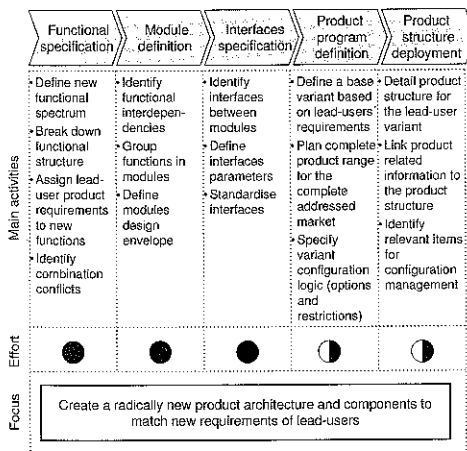 Functional
specification
Module
definition
Interfaces
specification
Product
program
definition
Product
structure
deployment
Main activities
• Define new
functional
spectrum
• Break down
functional
structure
• Assign lead-
user product
requirements
to new
functions
• Identify
combination
conflicts
• Identify
functional
interdepen-
dencies
• Group
functions in
modules
• Define
modules
design
envelope
• Identify
interfaces
between
modules
• Define
interfaces
parameters
• Standardise
interfaces
• Define a base
variant based
on lead-users'
requirements
• Plan complete
product range
for the
complete
addressed
market
• Specify
variant
configuration
logic (options
and
restrictions)
• Detail product
structure for
the lead-user
variant
• Link product
related
information to
the product
structure
• Identify
relevant items
for
configuration
management
Effort
Focus
Create a radically new product architecture and components to
match new requirements of lead-users